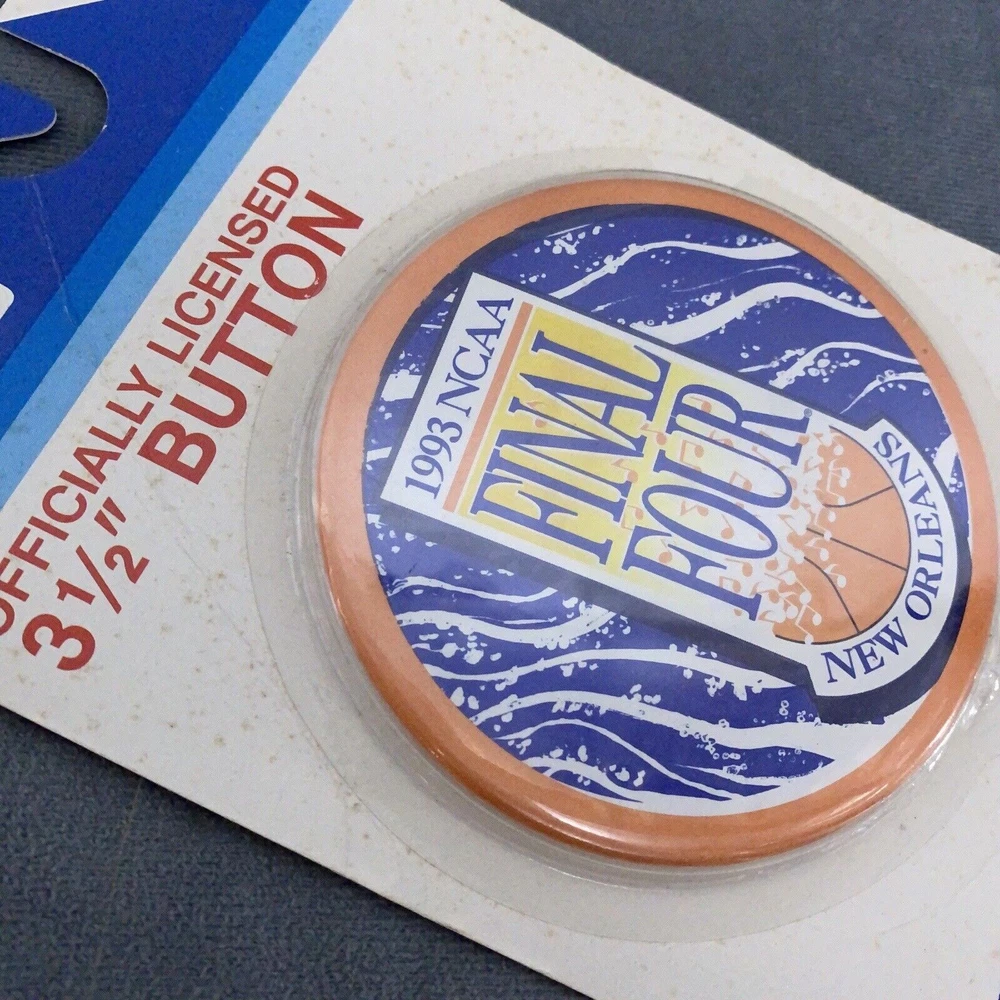 OFFICIALLY LICENSED
3 1/2" BUTTON
1993 NCAA
FINAL
FOUR
NEW ORLEANS